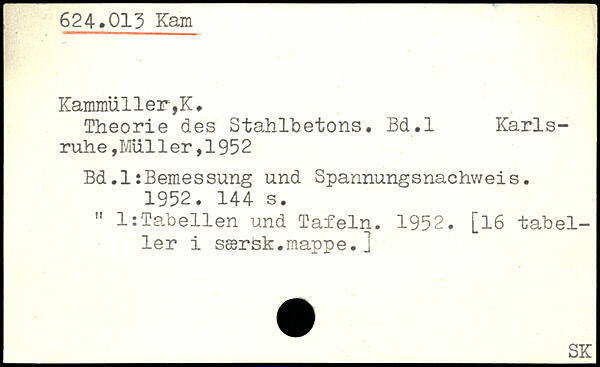 624.013 Kam
Kammüller,K.
Theorie des Stahlbetons. Bd.1 Karls-
ruhe,Müller,1952
Bd.1:Bemessung und Spannungsnachweis.
1952. 144 s.
" 1:Tabellen und Tafeln. 1952. [16 tabel-
ler i særsk.mappe.]
SK